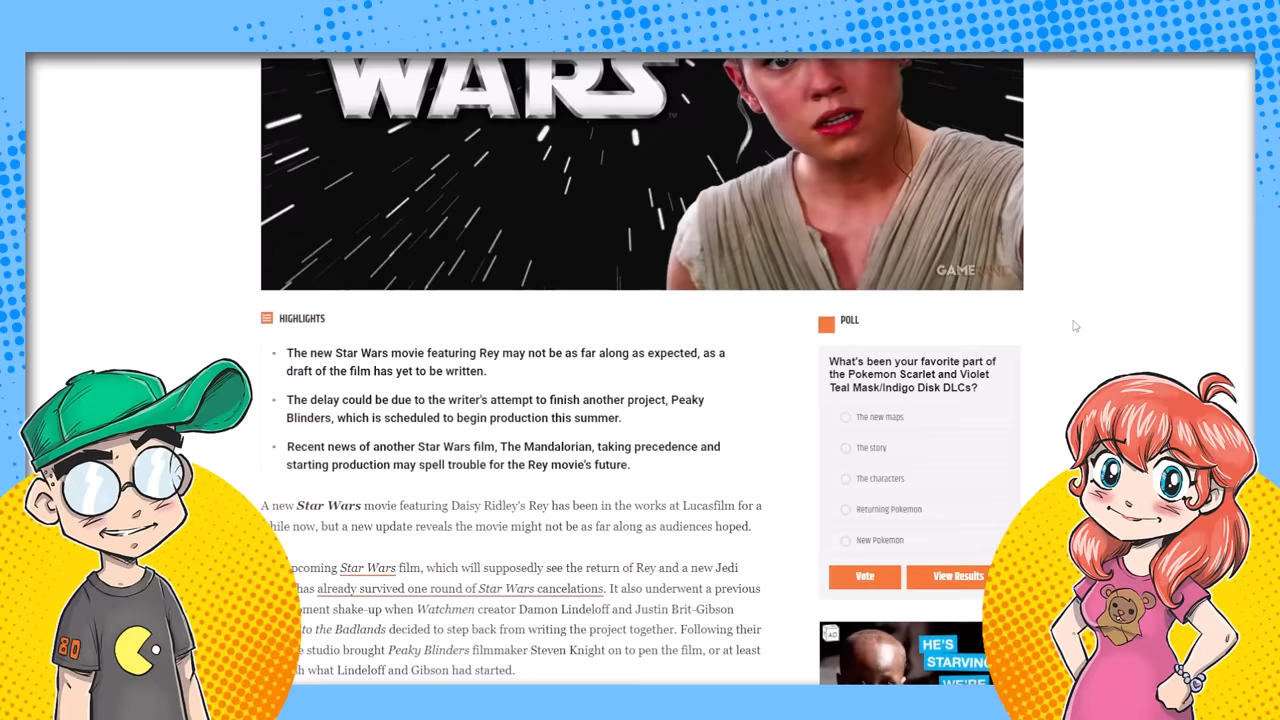 WARS
GAME
HIGHLIGHTS
The new Star Wars movie featuring Rey may not be as far along as expected, as a
draft of the film has yet to be written.
The delay could be due to the writer's attempt to finish another project, Peaky
Blinders, which is scheduled to begin production this summer.
Recent news of another Star Wars film, The Mandalorian, taking precedence and
starting production may spell trouble for the Rey movie's future.
A new Star Wars movie featuring Daisy Ridley's Rey has been in the works at Lucasfilm for a
while now, but a new update reveals the movie might not be as far along as audiences hoped.
pcoming Star Wars film, which will supposedly see the return of Rey and a new Jedi
has already survived one round of Star Wars cancelations. It also underwent a previous
ment shake-up when Watchmen creator Damon Lindeloff and Justin Brit-Gibson
to the Badlands decided to step back from writing the project together. Following their
e studio brought Peaky Blinders filmmaker Steven Knight on to pen the film, or at least
h what Lindeloff and Gibson had started.
POLL
What's been your favorite part of
the Pokemon Scarlet and Violet
Teal Mask/Indigo Disk DLCs?
The new maps
The story
The characters
Returning Pokemon
New Pokemon
Vote
View Results
AD
HE'S
STARVING
WE'RE
80